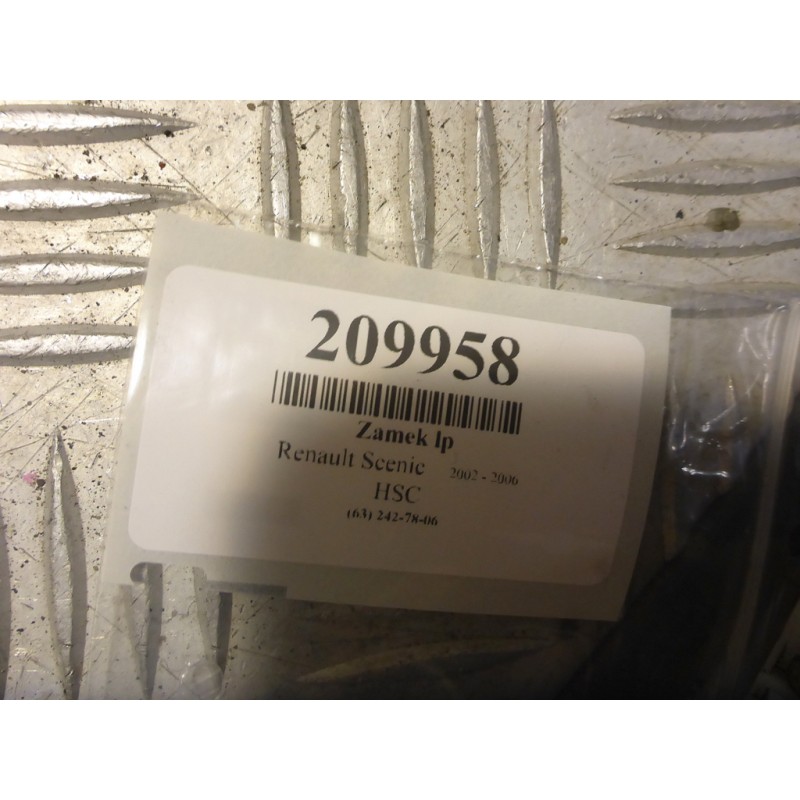 209958
Zamek lp
Renault Scenic 2002 - 2006
HSC
(63) 242-78-06